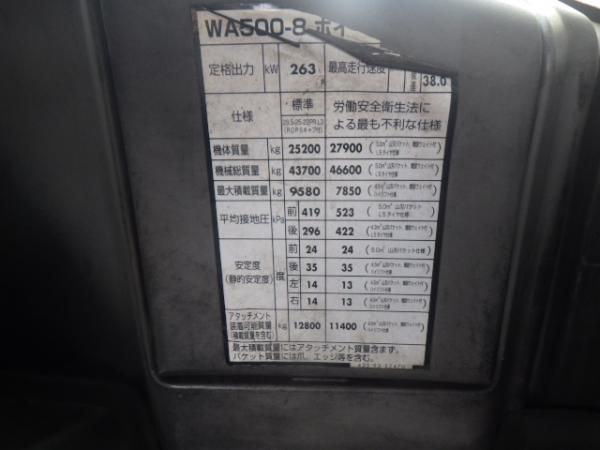 WA500-8 ホイ
定格出力 kW 263 最高走行速度 38.0
仕様 標準 労働安全衛生法に
よる最も不利な仕様
機体質量 kg 25200 27900
機械総質量 kg 43700 46600
最大積載質量 kg 9580 7850
平均接地圧 kPa 前 419 523
後 296 422
安定度
(静的安定度) 度 前 24 24
後 35 35
左 14 13
右 14 13
アタッチメント
装着可能質量
(積載質量を含む) kg 12800 11400
最大積載質量にはアタッチメント質量含まず。
バケット質量には爪、エッジ等を含む。